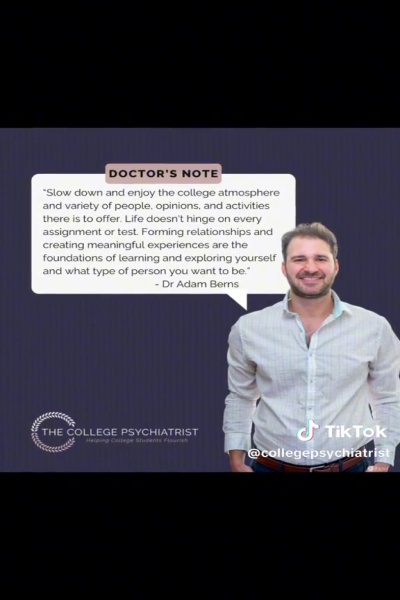 DOCTOR'S NOTE
"Slow down and enjoy the college atmosphere
and variety of people, opinions, and activities
there is to offer. Life doesn't hinge on every
assignment or test. Forming relationships and
creating meaningful experiences are the
foundations of learning and exploring yourself
and what type of person you want to be."
- Dr Adam Berns
THE COLLEGE PSYCHIATRIST
Helping College Students Flourish
TikTok
@collegepsychiatrist